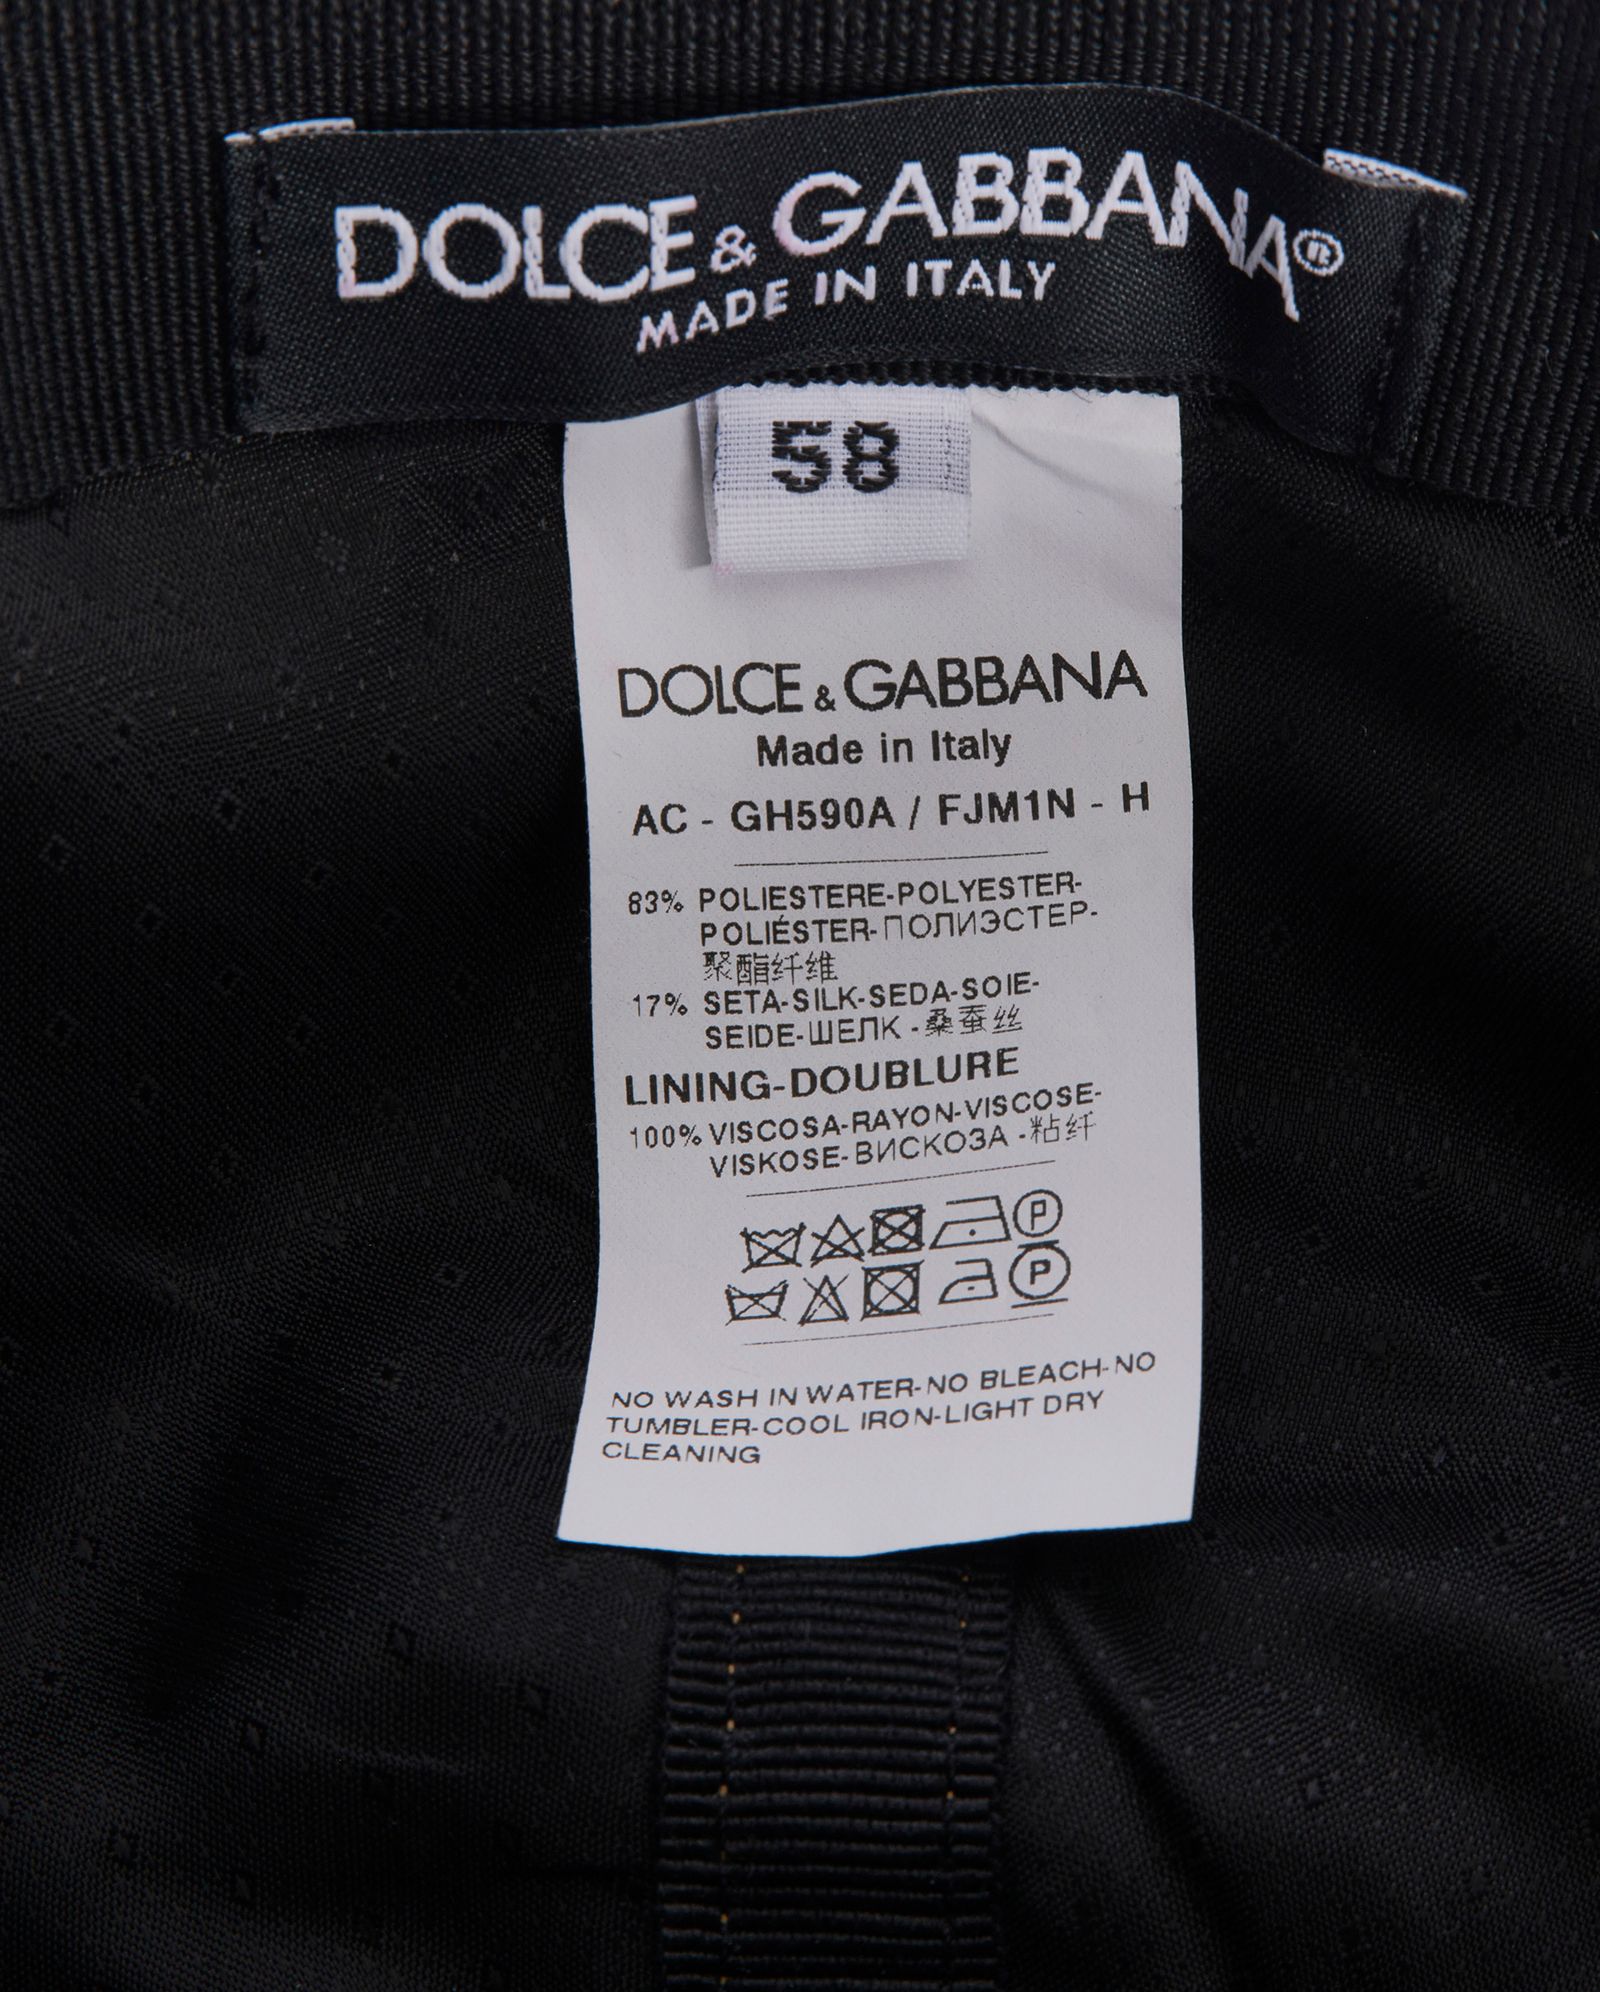 DOLCE & GABBANA®
MADE IN ITALY
58
DOLCE & GABBANA
Made in Italy
AC - GH590A / FJM1N - H
83% POLIESTERE-POLYESTER-
POLIÉSTER-ПОЛИЭСТЕР-
聚酯纤维
17% SETA-SILK-SEDA-SOIE-
SEIDE-ШЕЛК -桑蚕丝
LINING-DOUBLURE
100% VISCOSA-RAYON-VISCOSE-
VISKOSE-ВИСКОЗА -粘纤
P
P
NO WASH IN WATER-NO BLEACH-NO
TUMBLER-COOL IRON-LIGHT DRY
CLEANING